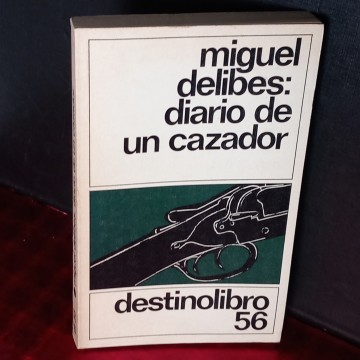 miguel
delibes:
diario de
un cazador
destinolibro
56